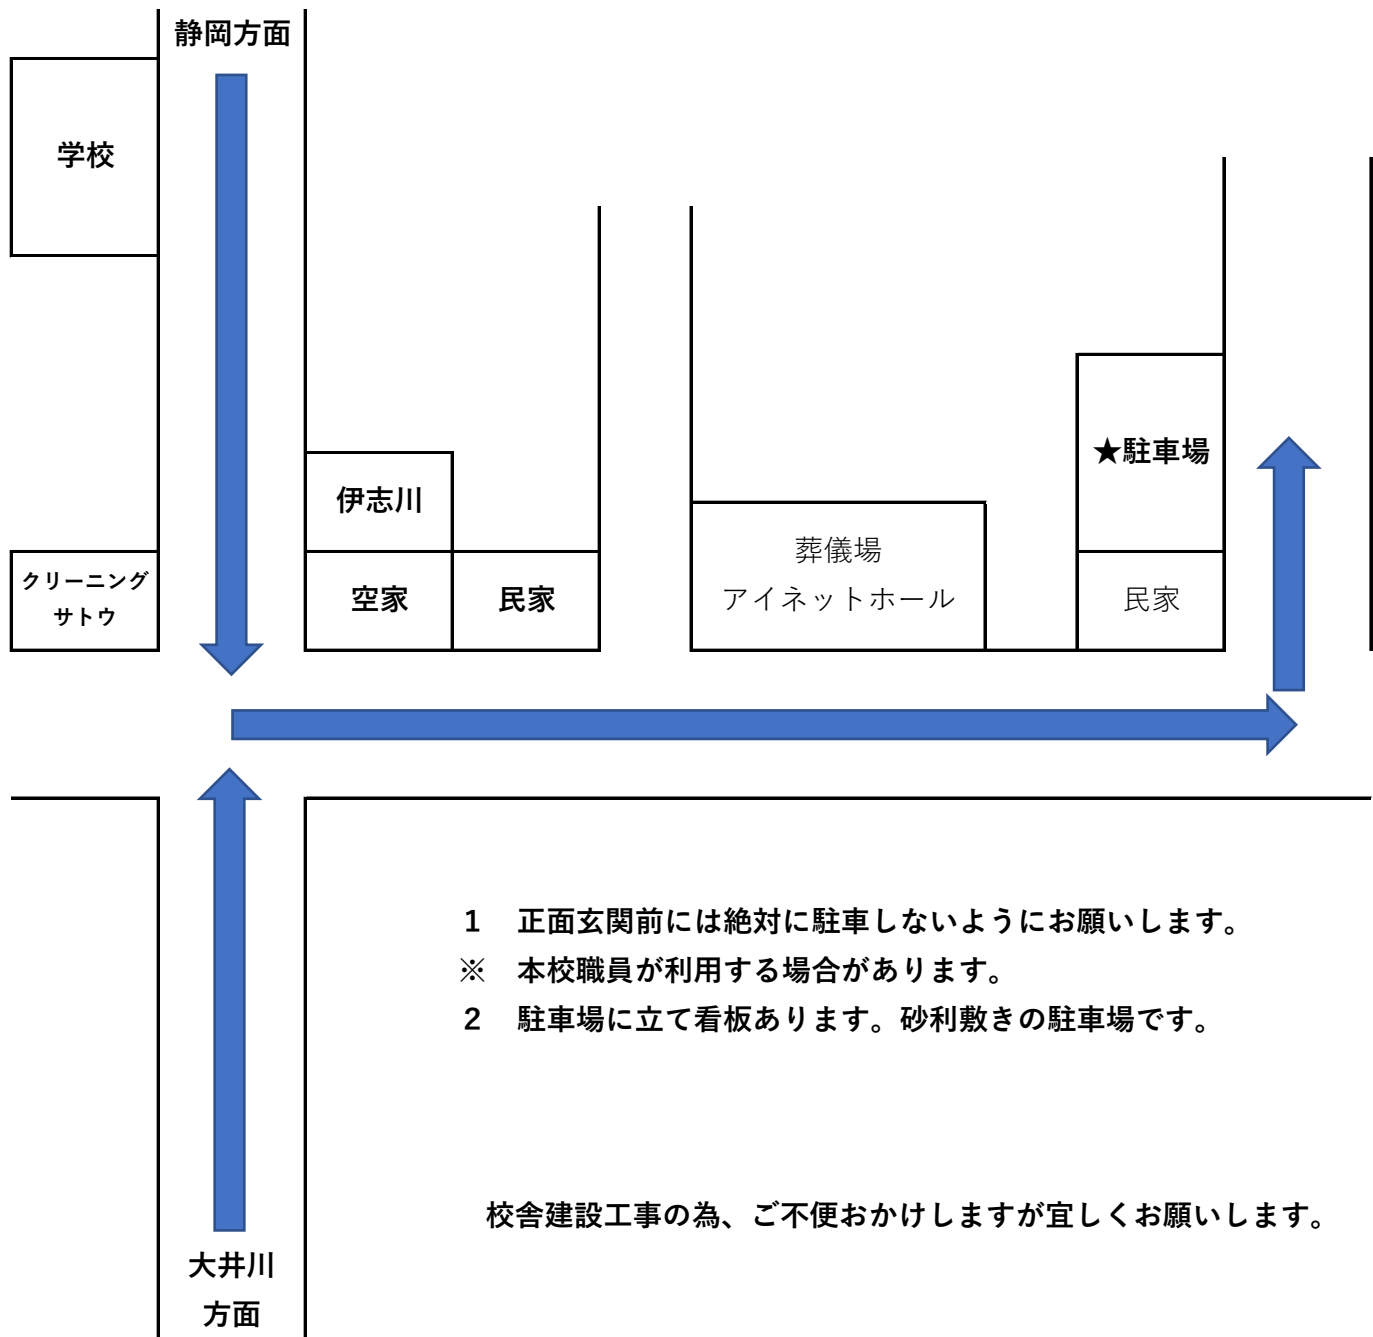 静岡方面
学校
★駐車場
伊志川
葬儀場
アイネットホール
クリーニング
サトウ
空家
民家
民家
1　正面玄関前には絶対に駐車しないようにお願いします。
※　本校職員が利用する場合があります。
2　駐車場に立て看板あります。砂利敷きの駐車場です。
校舎建設工事の為、ご不便おかけしますが宜しくお願いします。
大井川
方面